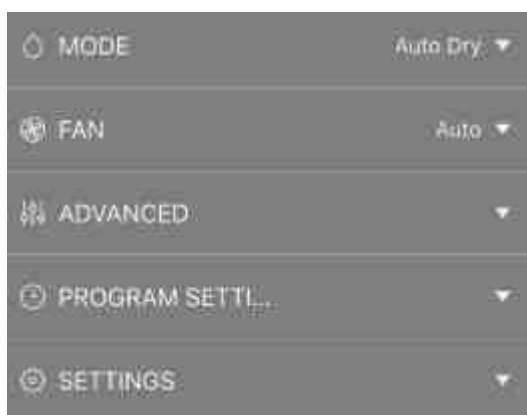 MODE Auto Dry
FAN Auto
ADVANCED
PROGRAM SETTI...
SETTINGS